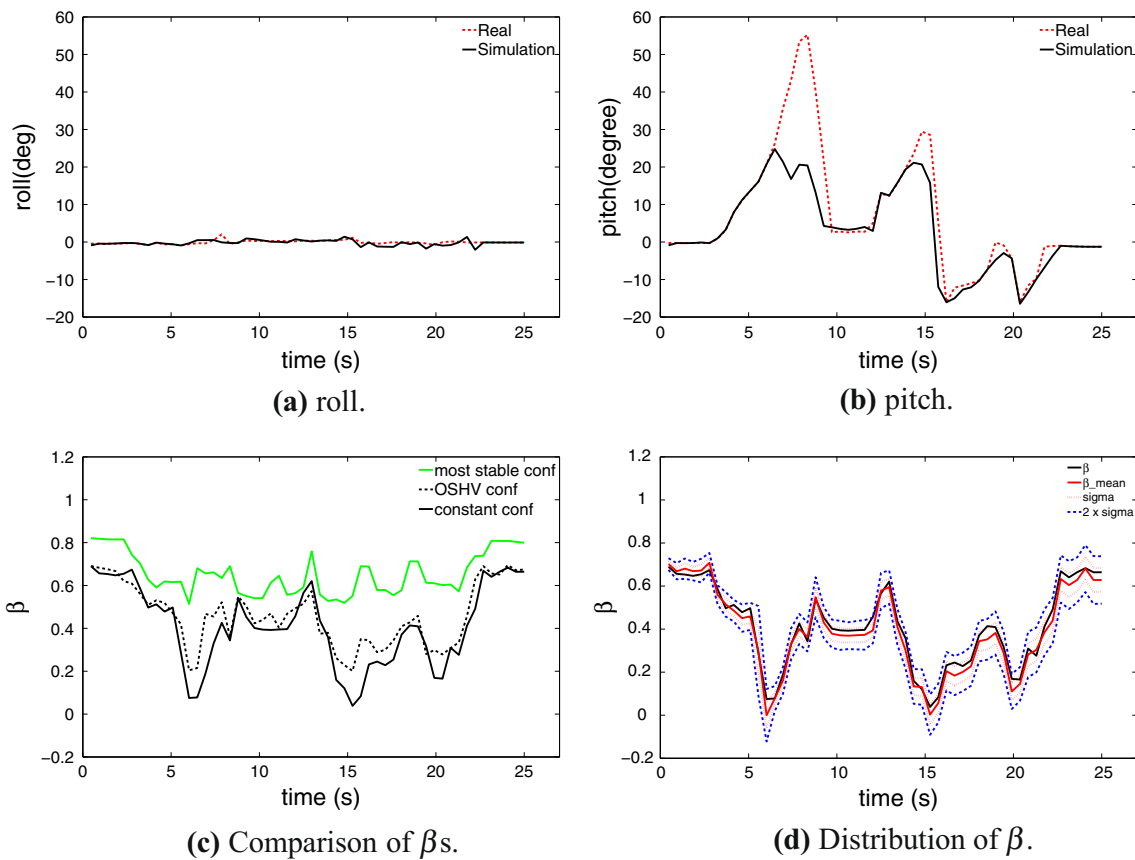 60
50
40
30
20
10
0
−10
−20
roll(deg)
Real
Simulation
0 5 10 15 20 25
time (s)
(a) roll.
60
50
40
30
20
10
0
−10
−20
pitch(degree)
Real
Simulation
0 5 10 15 20 25
time (s)
(b) pitch.
1.2
1
0.8
0.6
0.4
0.2
0
−0.2
β
most stable conf
OSHV conf
constant conf
0 5 10 15 20 25
time (s)
(c) Comparison of βs.
1.2
1
0.8
0.6
0.4
0.2
0
−0.2
β
β
β_mean
sigma
2 x sigma
0 5 10 15 20 25
time (s)
(d) Distribution of β.